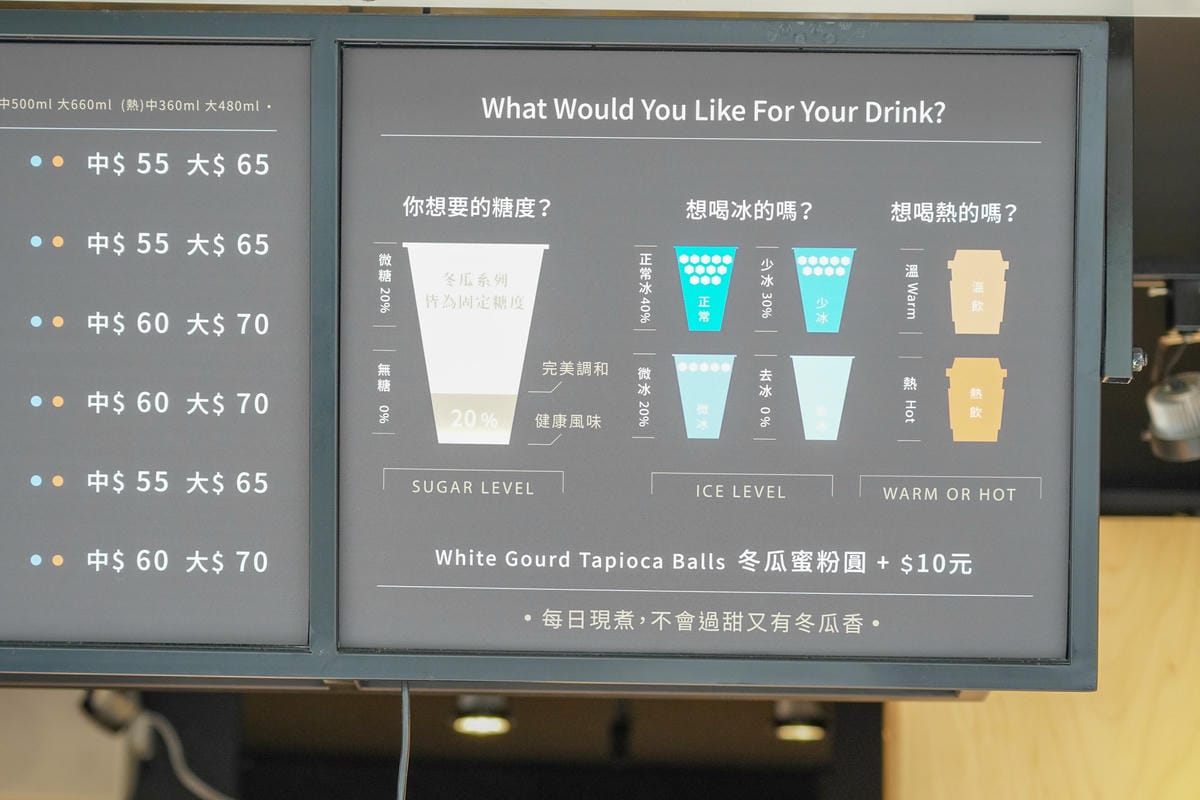 中500ml 大660ml (熱)中360ml 大480ml •
中$ 55 大$ 65
中$ 55 大$ 65
中$ 60 大$ 70
中$ 60 大$ 70
中$ 55 大$ 65
中$ 60 大$ 70
What Would You Like For Your Drink?
你想要的糖度？
微糖 20%
無糖 0%
冬瓜系列
皆為固定糖度
20%
完美調和
健康風味
SUGAR LEVEL
想喝冰的嗎？
正常冰 40%
正常
少冰 30%
少冰
微冰 20%
微冰
去冰 0%
ICE LEVEL
想喝熱的嗎？
溫 Warm
溫飲
熱 Hot
熱飲
WARM OR HOT
White Gourd Tapioca Balls 冬瓜蜜粉圓 + $10元
• 每日現煮，不會過甜又有冬瓜香 •